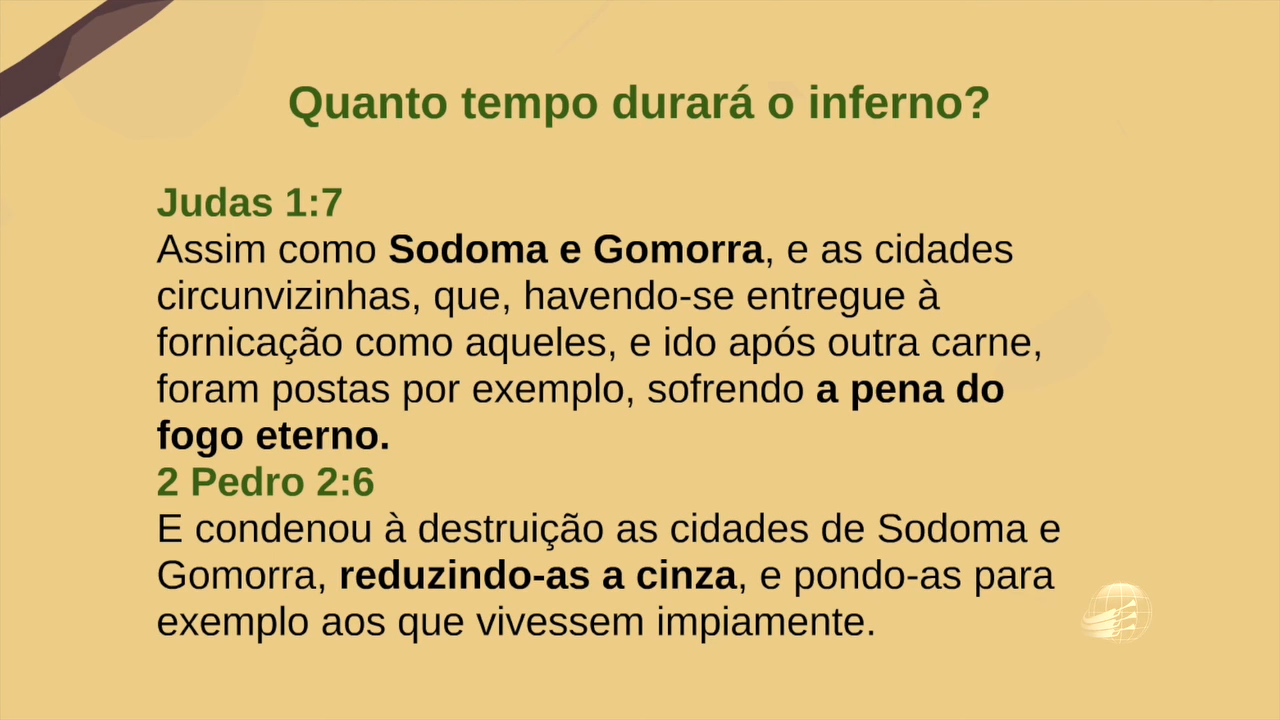 Quanto tempo durará o inferno?
Judas 1:7
Assim como Sodoma e Gomorra, e as cidades
circunvizinhas, que, havendo-se entregue à
fornicação como aqueles, e ido após outra carne,
foram postas por exemplo, sofrendo a pena do
fogo eterno.
2 Pedro 2:6
E condenou à destruição as cidades de Sodoma e
Gomorra, reduzindo-as a cinza, e pondo-as para
exemplo aos que vivessem impiamente.